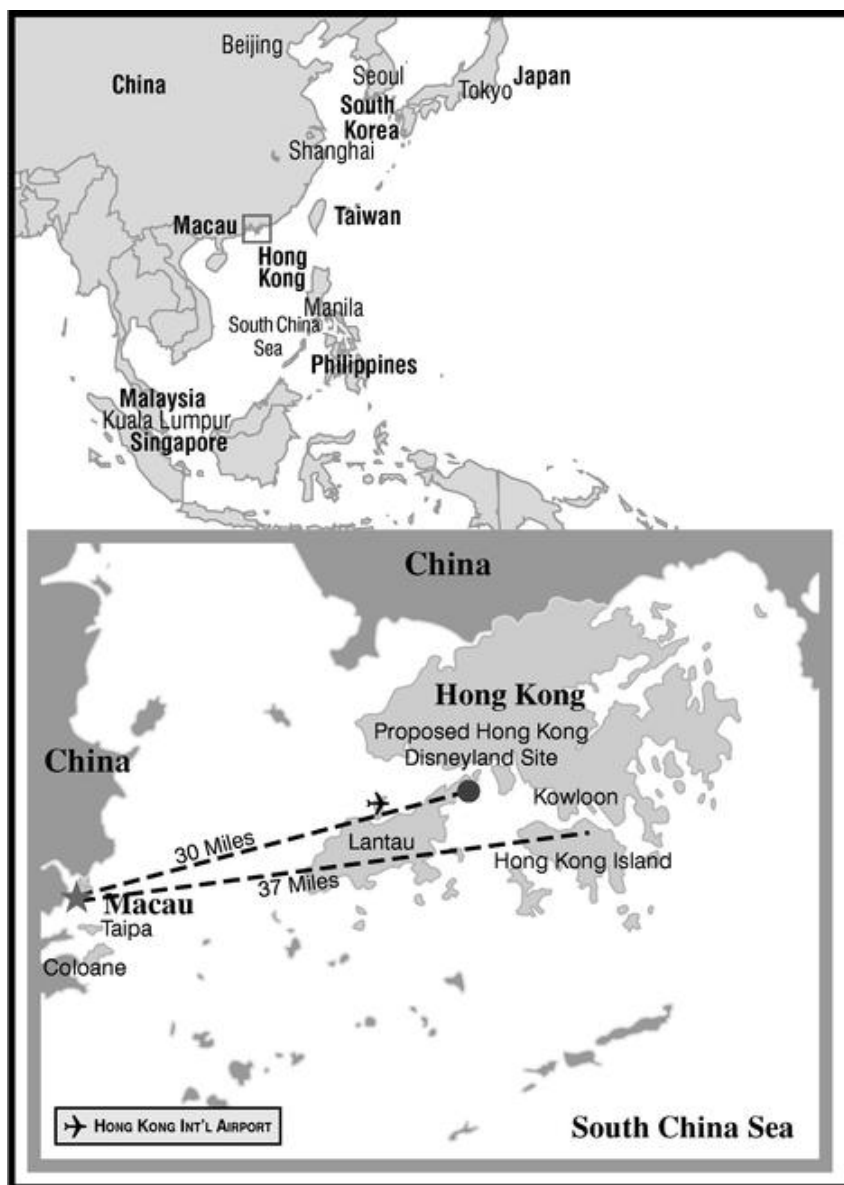 Beijing
China
Seoul
Tokyo
Japan
South
Korea
Shanghai
Macau
Taiwan
Hong
Kong
Manila
South China
Sea
Philippines
Malaysia
Kuala Lumpur
Singapore
China
Hong Kong
Proposed Hong Kong
Disneyland Site
China
Kowloon
30 Miles
Lantau
Hong Kong Island
37 Miles
Macau
Taipa
Coloane
HONG KONG INT'L AIRPORT
South China Sea